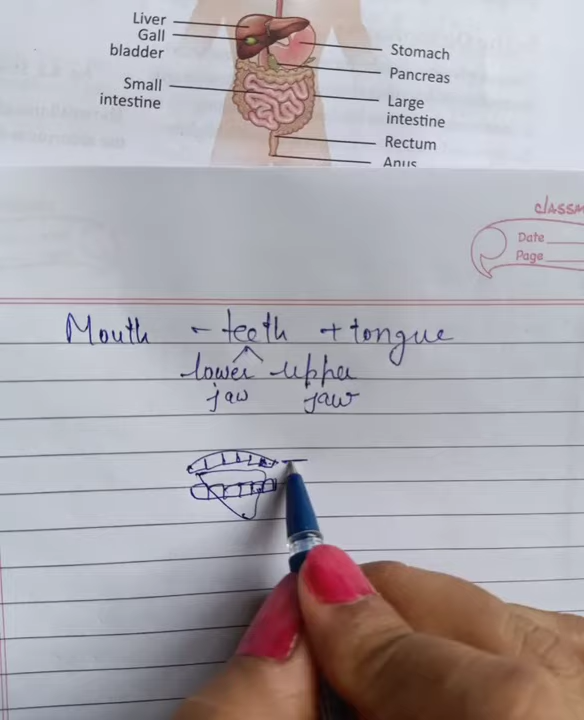 Liver
Gall
bladder
Small
intestine
Stomach
Pancreas
Large
intestine
Rectum
Anus
classm
Date
Page
Mouth - teeth + tongue
lower upper
jaw jaw